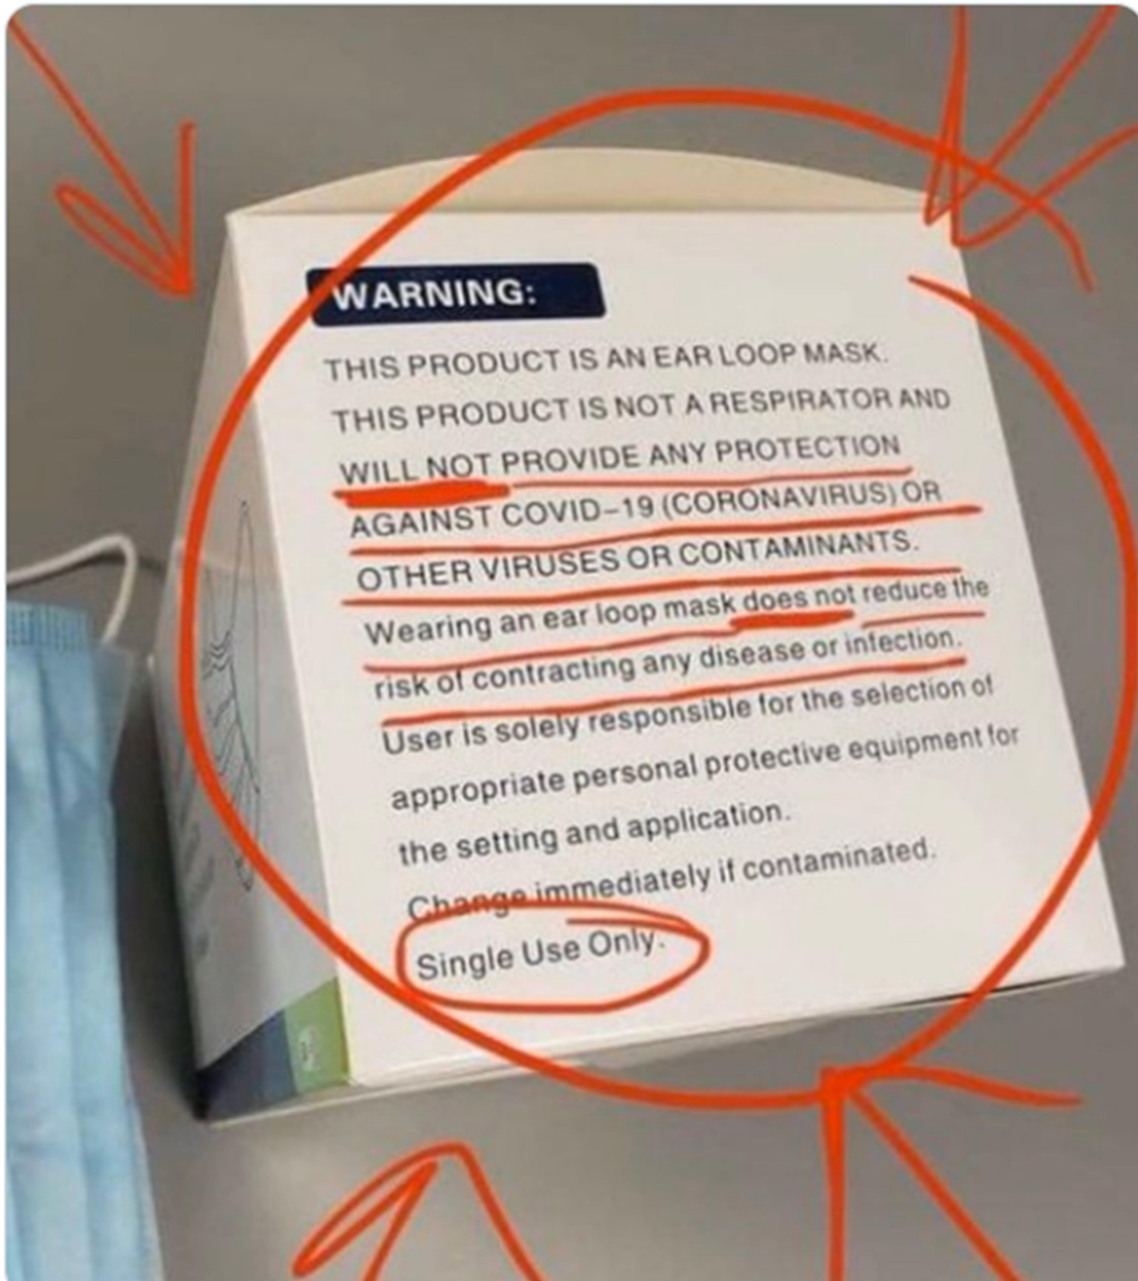 WARNING:
THIS PRODUCT IS AN EAR LOOP MASK.
THIS PRODUCT IS NOT A RESPIRATOR AND
WILL NOT PROVIDE ANY PROTECTION
AGAINST COVID-19 (CORONAVIRUS) OR
OTHER VIRUSES OR CONTAMINANTS.
Wearing an ear loop mask does not reduce the
risk of contracting any disease or infection.
User is solely responsible for the selection of
appropriate personal protective equipment for
the setting and application.
Change immediately if contaminated.
Single Use Only.